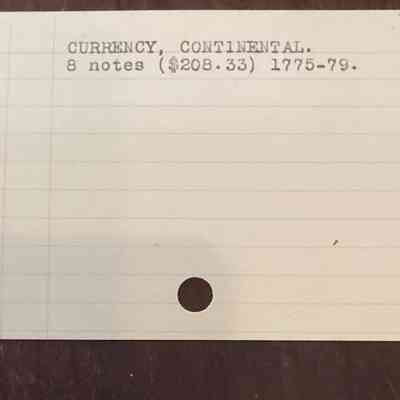 CURRENCY, CONTINENTAL.
8 notes ($208.33) 1775-79.